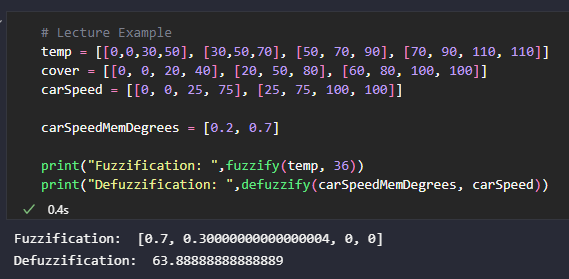 # Lecture Example
temp = [[0,0,30,50], [30,50,70], [50, 70, 90], [70, 90, 110, 110]]
cover = [[0, 0, 20, 40], [20, 50, 80], [60, 80, 100, 100]]
carSpeed = [[0, 0, 25, 75], [25, 75, 100, 100]]
carSpeedMemDegrees = [0.2, 0.7]
print("Fuzzification: ",fuzzify(temp, 36))
print("Defuzzification: ",defuzzify(carSpeedMemDegrees, carSpeed))
✓ 0.4s
Fuzzification:  [0.7, 0.30000000000000004, 0, 0]
Defuzzification:  63.88888888888889